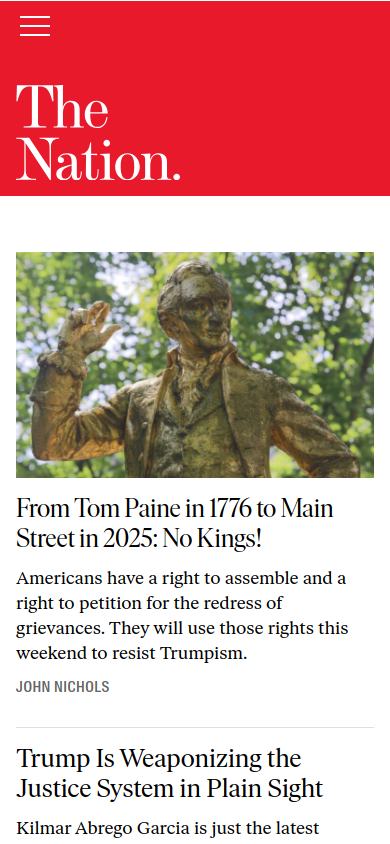 The
Nation.
From Tom Paine in 1776 to Main
Street in 2025: No Kings!
Americans have a right to assemble and a
right to petition for the redress of
grievances. They will use those rights this
weekend to resist Trumpism.
JOHN NICHOLS
Trump Is Weaponizing the
Justice System in Plain Sight
Kilmar Abrego Garcia is just the latest